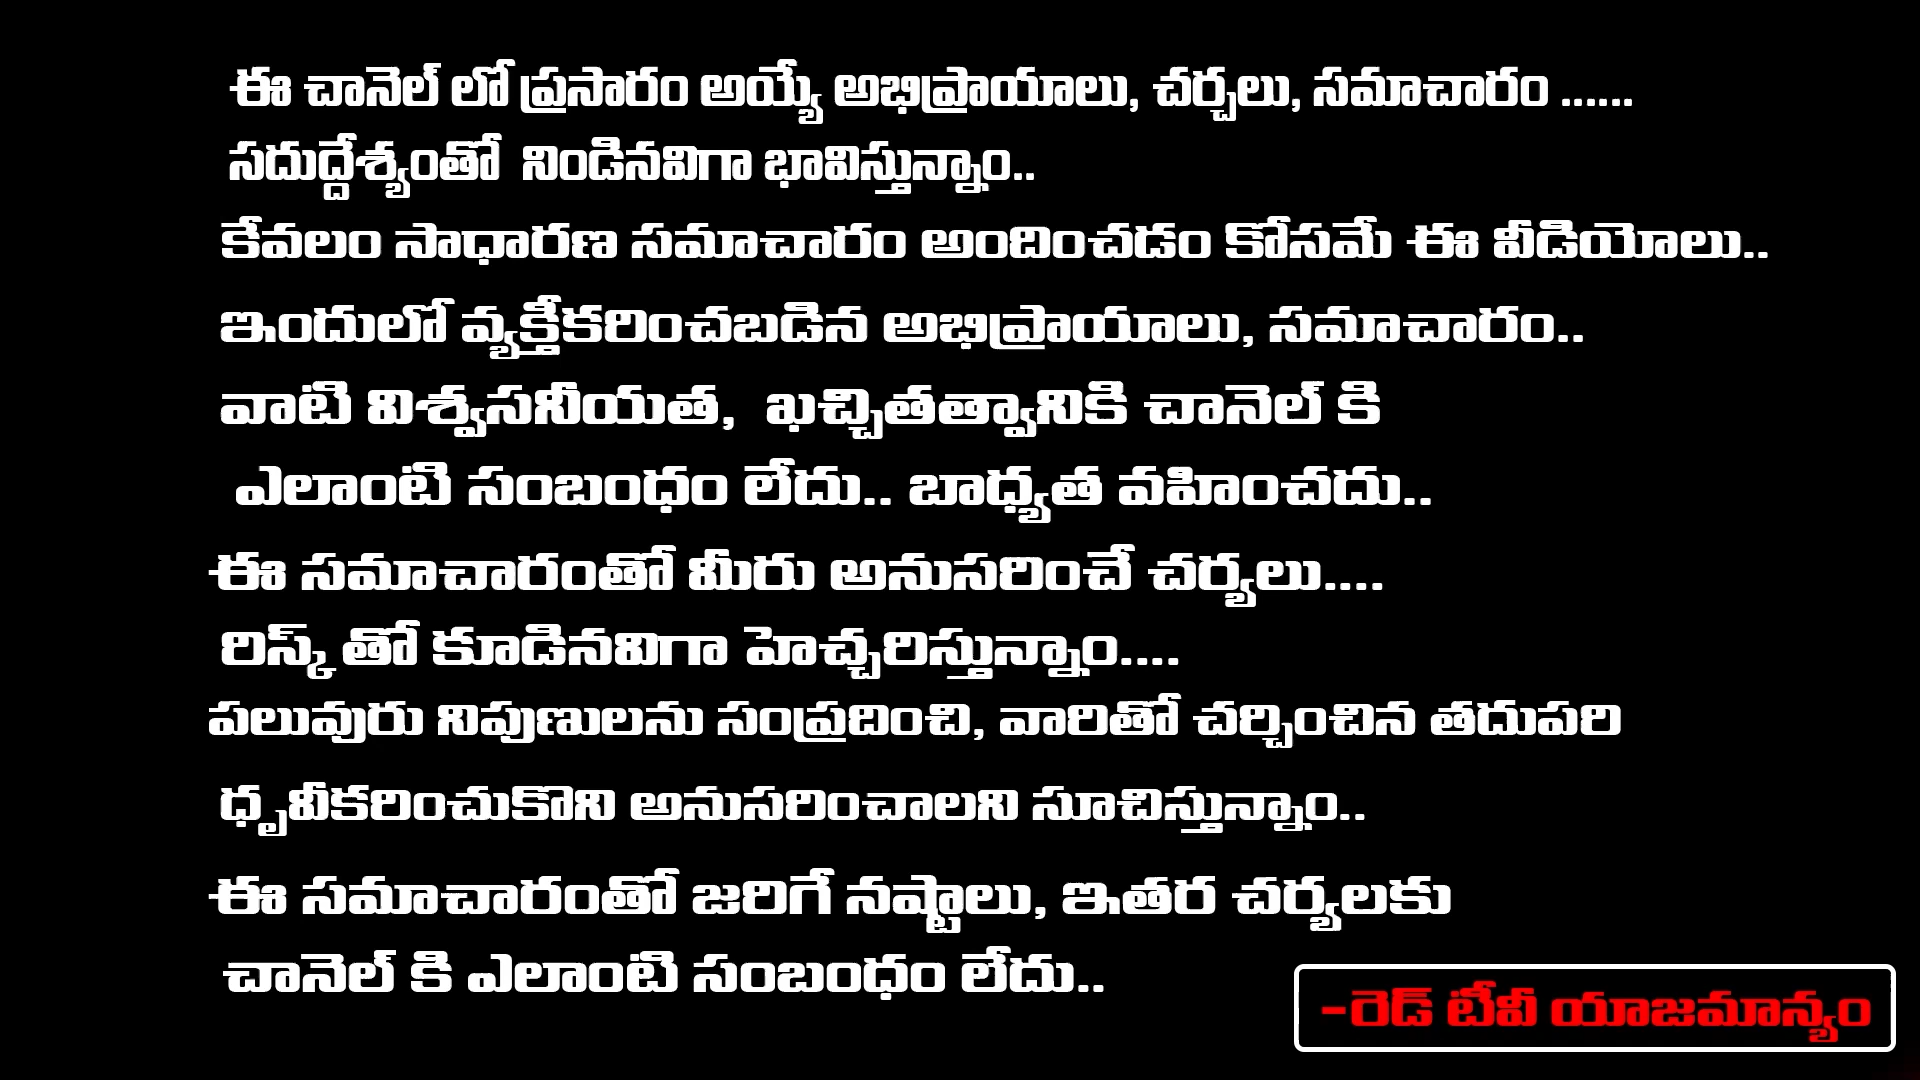 ఈ చానెల్ లో ప్రసారం అయ్యే అభిప్రాయాలు, చర్చలు, సమాచారం ......
సదుద్దేశ్యంతో నిండినవిగా భావిస్తున్నాం..
కేవలం సాధారణ సమాచారం అందించడం కోసమే ఈ వీడియోలు..
ఇందులో వ్యక్తీకరించబడిన అభిప్రాయాలు, సమాచారం..
వాటి విశ్వసనీయత, ఖచ్చితత్వానికి చానెల్ కి
ఎలాంటి సంబంధం లేదు.. బాధ్యత వహించదు..
ఈ సమాచారంతో మీరు అనుసరించే చర్యలు....
రిస్క్ తో కూడినవిగా హెచ్చరిస్తున్నాం....
పలువురు నిపుణులను సంప్రదించి, వారితో చర్చించిన తదుపరి
ధృవీకరించుకొని అనుసరించాలని సూచిస్తున్నాం..
ఈ సమాచారంతో జరిగే నష్టాలు, ఇతర చర్యలకు
చానెల్ కి ఎలాంటి సంబంధం లేదు..
-రెడ్ టీవీ యాజమాన్యం